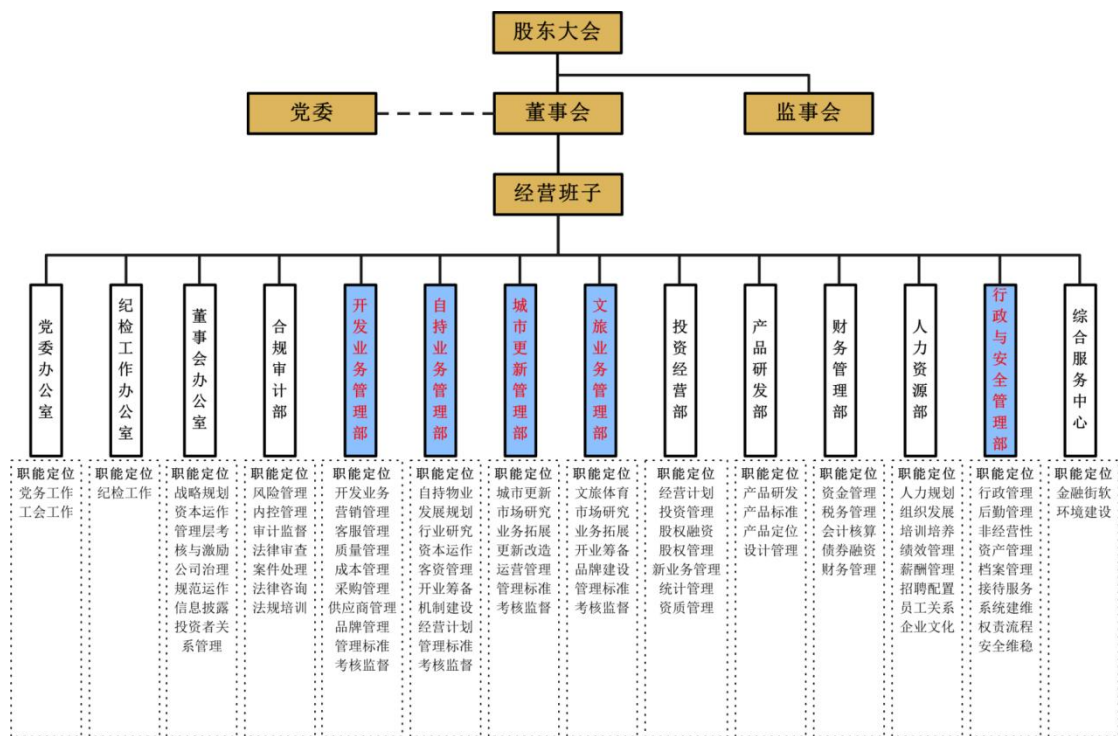 股东大会
党委
董事会
监事会
经营班子
党委办公室
纪检工作办公室
董事会办公室
合规审计部
开发业务管理部
自持业务管理部
城市更新管理部
文旅业务管理部
投资经营部
产品研发部
财务管理部
人力资源部
行政与安全管理部
综合服务中心
职能定位
党务工作
工会工作
职能定位
纪检工作
职能定位
战略规划
资本运作
管理层考
核与激励
公司治理
规范运作
信息披露
投资者关
系管理
职能定位
风险管理
内控管理
审计监督
法律审查
案件处理
法律咨询
法规培训
职能定位
开发业务
营销管理
客服管理
质量管理
成本管理
采购管理
供应商管理
品牌管理
管理标准
考核监督
职能定位
自持物业
发展规划
行业研究
资本运作
客资管理
开业筹备
机制建设
经营计划
管理标准
考核监督
职能定位
城市更新
市场研究
业务拓展
更新改造
运营管理
管理标准
考核监督
职能定位
文旅体育
市场研究
业务拓展
开业筹备
品牌建设
管理标准
考核监督
职能定位
经营计划
投资管理
股权融资
股权管理
新业务管理
统计管理
资质管理
职能定位
产品研发
产品标准
产品定位
设计管理
职能定位
资金管理
税务管理
会计核算
债券融资
财务管理
职能定位
人力规划
组织发展
培训培养
绩效管理
薪酬管理
招聘配置
员工关系
企业文化
职能定位
行政管理
后勤管理
非经营性
资产管理
档案管理
接待服务
系统建维
权责流程
安全维稳
职能定位
金融街软
环境建设